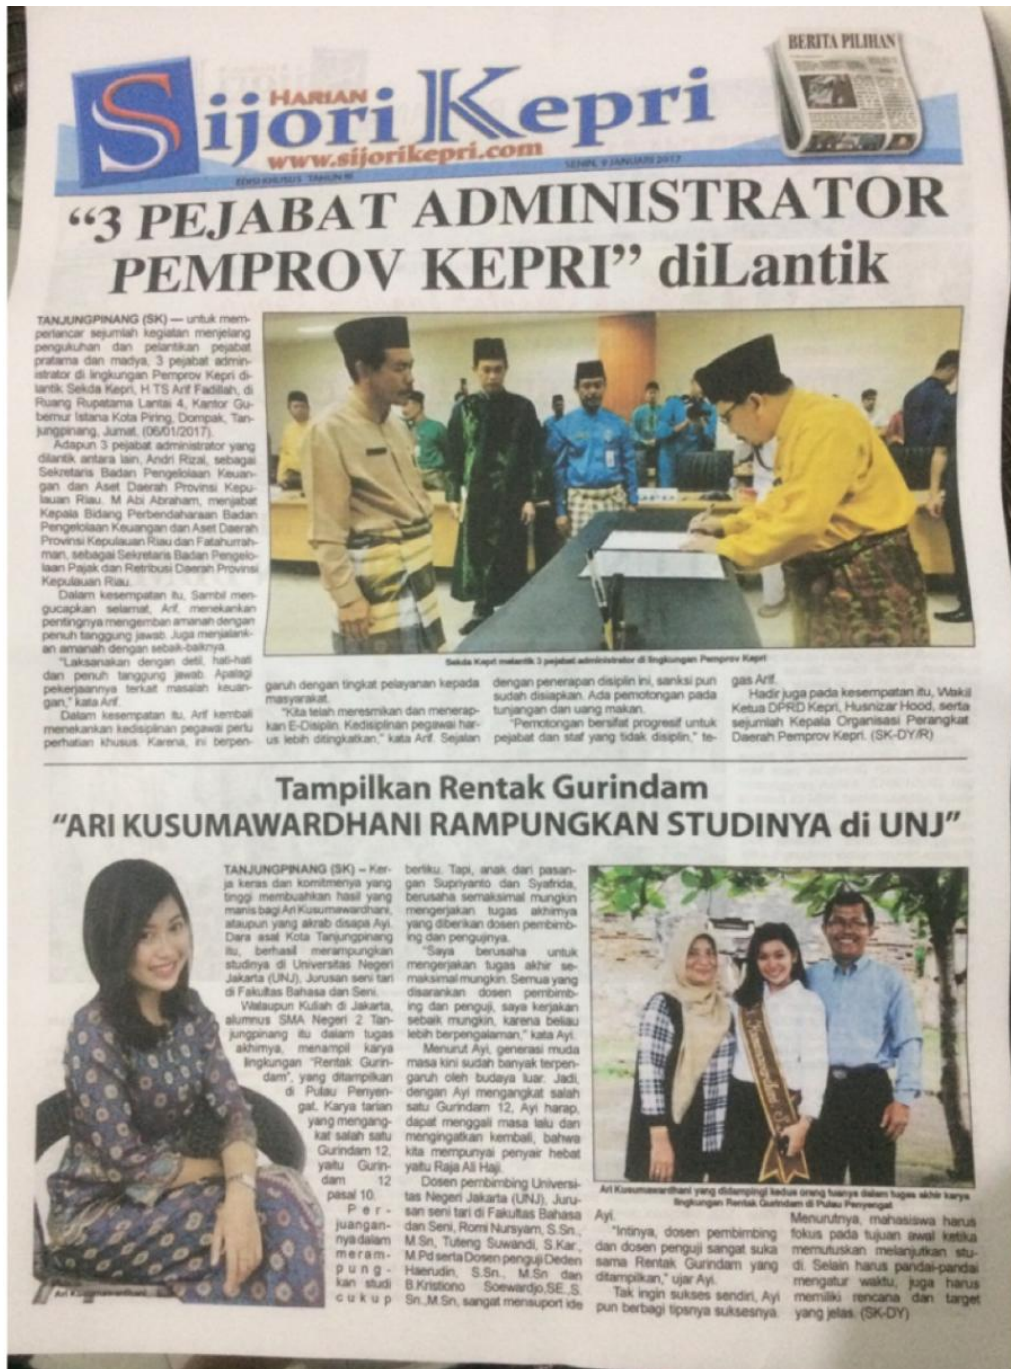 BERITA PILIHAN
HARIAN
Sijori Kepri
www.sijorikepri.com
EDISI KHUSUS TAHUN III
SENIN, 9 JANUARI 2017
“3 PEJABAT ADMINISTRATOR
PEMPROV KEPRI” diLantik
TANJUNGPINANG (SK) — untuk mem-
perlancar sejumlah kegiatan menjelang
pengukuhan dan pelantikan pejabat
pratama dan madya, 3 pejabat admin-
istrator di lingkungan Pemprov Kepri di-
lantik Sekda Kepri, H.TS Arif Fadillah, di
Ruang Rupatama Lantai 4, Kantor Gu-
bernur Istana Kota Piring, Dompak, Tan-
jungpinang, Jumat, (06/01/2017).
Adapun 3 pejabat administrator yang
dilantik antara lain, Andri Rizal, sebagai
Sekretaris Badan Pengelolaan Keuan-
gan dan Aset Daerah Provinsi Kepu-
lauan Riau. M Abi Abraham, menjabat
Kepala Bidang Perbendaharaan Badan
Pengelolaan Keuangan dan Aset Daerah
Provinsi Kepulauan Riau dan Fatahurrah-
man, sebagai Sekretaris Badan Pengelo-
laan Pajak dan Retribusi Daerah Provinsi
Kepulauan Riau.
Dalam kesempatan itu, Sambil men-
gucapkan selamat, Arif, menekankan
pentingnya mengemban amanah dengan
penuh tanggung jawab. Juga menjalank-
an amanah dengan sebaik-baiknya.
"Laksanakan dengan detil, hati-hati
dan penuh tanggung jawab. Apalagi
pekerjaannya terkait masalah keuan-
gan," kata Arif.
Dalam kesempatan itu, Arif kembali
menekankan kedisiplinan pegawai perlu
perhatian khusus. Karena, ini berpen-
Sekda Kepri melantik 3 pejabat administrator di lingkungan Pemprov Kepri
garuh dengan tingkat pelayanan kepada
masyarakat.
"Kita telah meresmikan dan menerap-
kan E-Disiplin. Kedisiplinan pegawai har-
us lebih ditingkatkan," kata Arif. Sejalan
dengan penerapan disiplin ini, sanksi pun
sudah disiapkan. Ada pemotongan pada
tunjangan dan uang makan.
"Pemotongan bersifat progresif untuk
pejabat dan staf yang tidak disiplin," te-
gas Arif.
Hadir juga pada kesempatan itu, Wakil
Ketua DPRD Kepri, Husnizar Hood, serta
sejumlah Kepala Organisasi Perangkat
Daerah Pemprov Kepri. (SK-DY/R)
Tampilkan Rentak Gurindam
“ARI KUSUMAWARDHANI RAMPUNGKAN STUDINYA di UNJ”
TANJUNGPINANG (SK) – Ker-
ja keras dan komitmenya yang
tinggi membuahkan hasil yang
manis bagi Ari Kusumawardhani,
ataupun yang akrab disapa Ayi.
Dara asal Kota Tanjungpinang
itu, berhasil merampungkan
studinya di Universitas Negeri
Jakarta (UNJ), Jurusan seni tari
di Fakultas Bahasa dan Seni.
Walaupun Kuliah di Jakarta,
alumnus SMA Negeri 2 Tan-
jungpinang itu dalam tugas
akhirnya, menampil karya
lingkungan "Rentak Gurin-
dam", yang ditampilkan
di Pulau Penyen-
gat. Karya tarian
yang mengang-
kat salah satu
Gurindam 12,
yaitu Gurin-
dam 12
pasal 10.
Per-
juangan-
nya dalam
meram-
pung-
kan studi
cukup
Ari Kusumawardhani
berliku. Tapi, anak dari pasan-
gan Supriyanto dan Syafrida,
berusaha semaksimal mungkin
mengerjakan tugas akhirnya
yang diberikan dosen pembimb-
ing dan pengujinya.
"Saya berusaha untuk
mengerjakan tugas akhir se-
maksimal mungkin. Semua yang
disarankan dosen pembimb-
ing dan penguji, saya kerjakan
sebaik mungkin, karena beliau
lebih berpengalaman," kata Ayi.
Menurut Ayi, generasi muda
masa kini sudah banyak terpen-
garuh oleh budaya luar. Jadi,
dengan Ayi mengangkat salah
satu Gurindam 12, Ayi harap,
dapat menggali masa lalu dan
mengingatkan kembali, bahwa
kita mempunyai penyair hebat
yaitu Raja Ali Haji.
Dosen pembimbing Universi-
tas Negeri Jakarta (UNJ), Juru-
san seni tari di Fakultas Bahasa
dan Seni, Romi Nursyam, S.Sn.,
M.Sn, Tuteng Suwandi, S.Kar.,
M.Pd serta Dosen penguji Deden
Haerudin, S.Sn., M.Sn dan
B.Kristiono Soewardjo,SE.,S.
Sn.,M.Sn, sangat mensuport ide
Ari Kusumawardhani yang didampingi kedua orang tuanya dalam tugas akhir karya
lingkungan Rentak Gurindam di Pulau Penyengat
Ayi.
"Intinya, dosen pembimbing
dan dosen penguji sangat suka
sama Rentak Gurindam yang
ditampilkan," ujar Ayi.
Tak ingin sukses sendiri, Ayi
pun berbagi tipsnya suksesnya.
Menurutnya, mahasiswa harus
fokus pada tujuan awal ketika
memutuskan melanjutkan stu-
di. Selain harus pandai-pandai
mengatur waktu, juga harus
memiliki rencana dan target
yang jelas. (SK-DY)